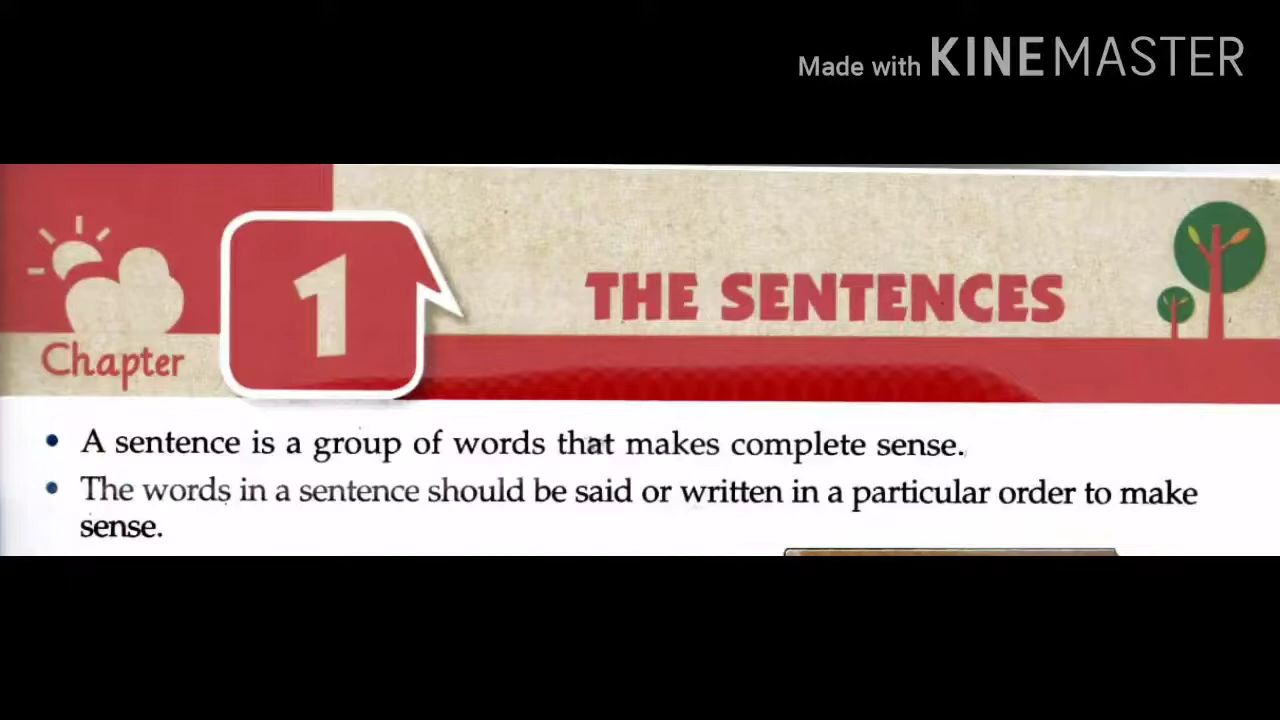 Made with KINEMASTER
1
THE SENTENCES
Chapter
• A sentence is a group of words that makes complete sense.
• The words in a sentence should be said or written in a particular order to make
sense.